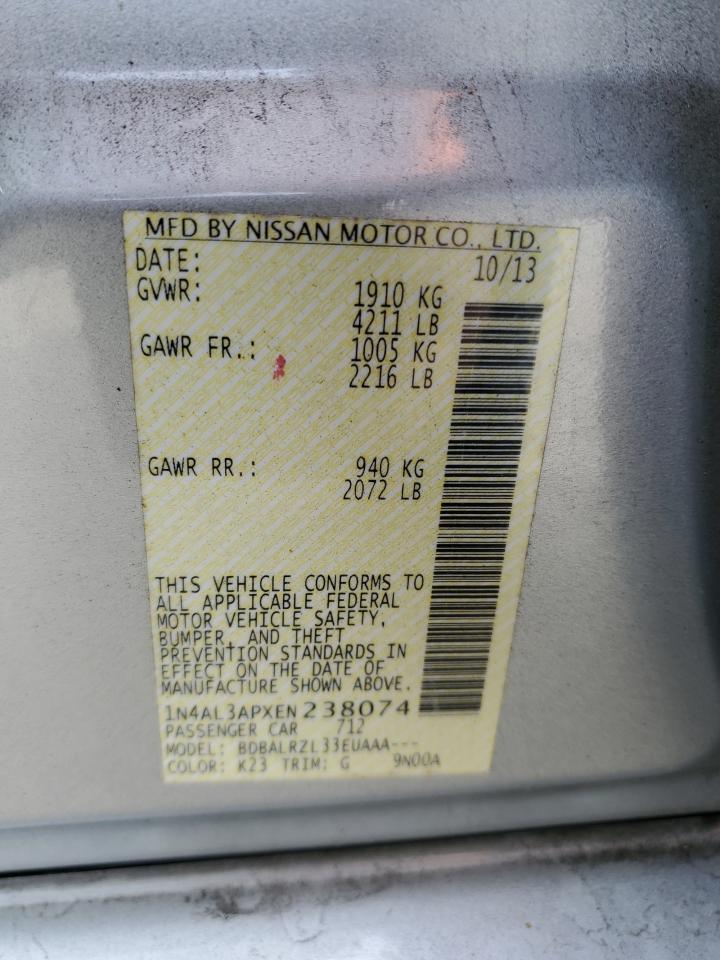 MFD BY NISSAN MOTOR CO., LTD.
DATE: 10/13
GVWR: 1910 KG
4211 LB
GAWR FR.: 1005 KG
2216 LB
GAWR RR.: 940 KG
2072 LB
THIS VEHICLE CONFORMS TO
ALL APPLICABLE FEDERAL
MOTOR VEHICLE SAFETY,
BUMPER, AND THEFT
PREVENTION STANDARDS IN
EFFECT ON THE DATE OF
MANUFACTURE SHOWN ABOVE.
1N4AL3APXEN238074
PASSENGER CAR 712
MODEL: BDBALRZL33EUAAA---
COLOR: K23 TRIM: G 9N00A